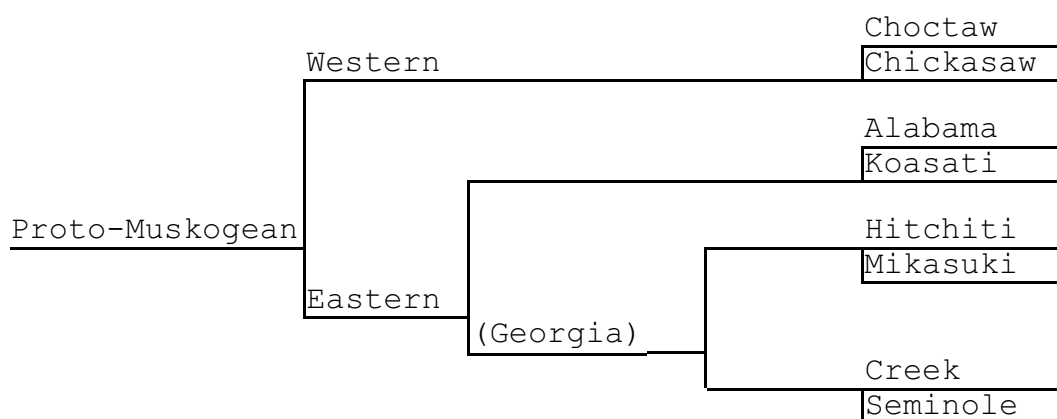 Choctaw
Western
Chickasaw
Alabama
Koasati
Proto-Muskogean
Hitchiti
Mikasuki
Eastern
(Georgia)
Creek
Seminole